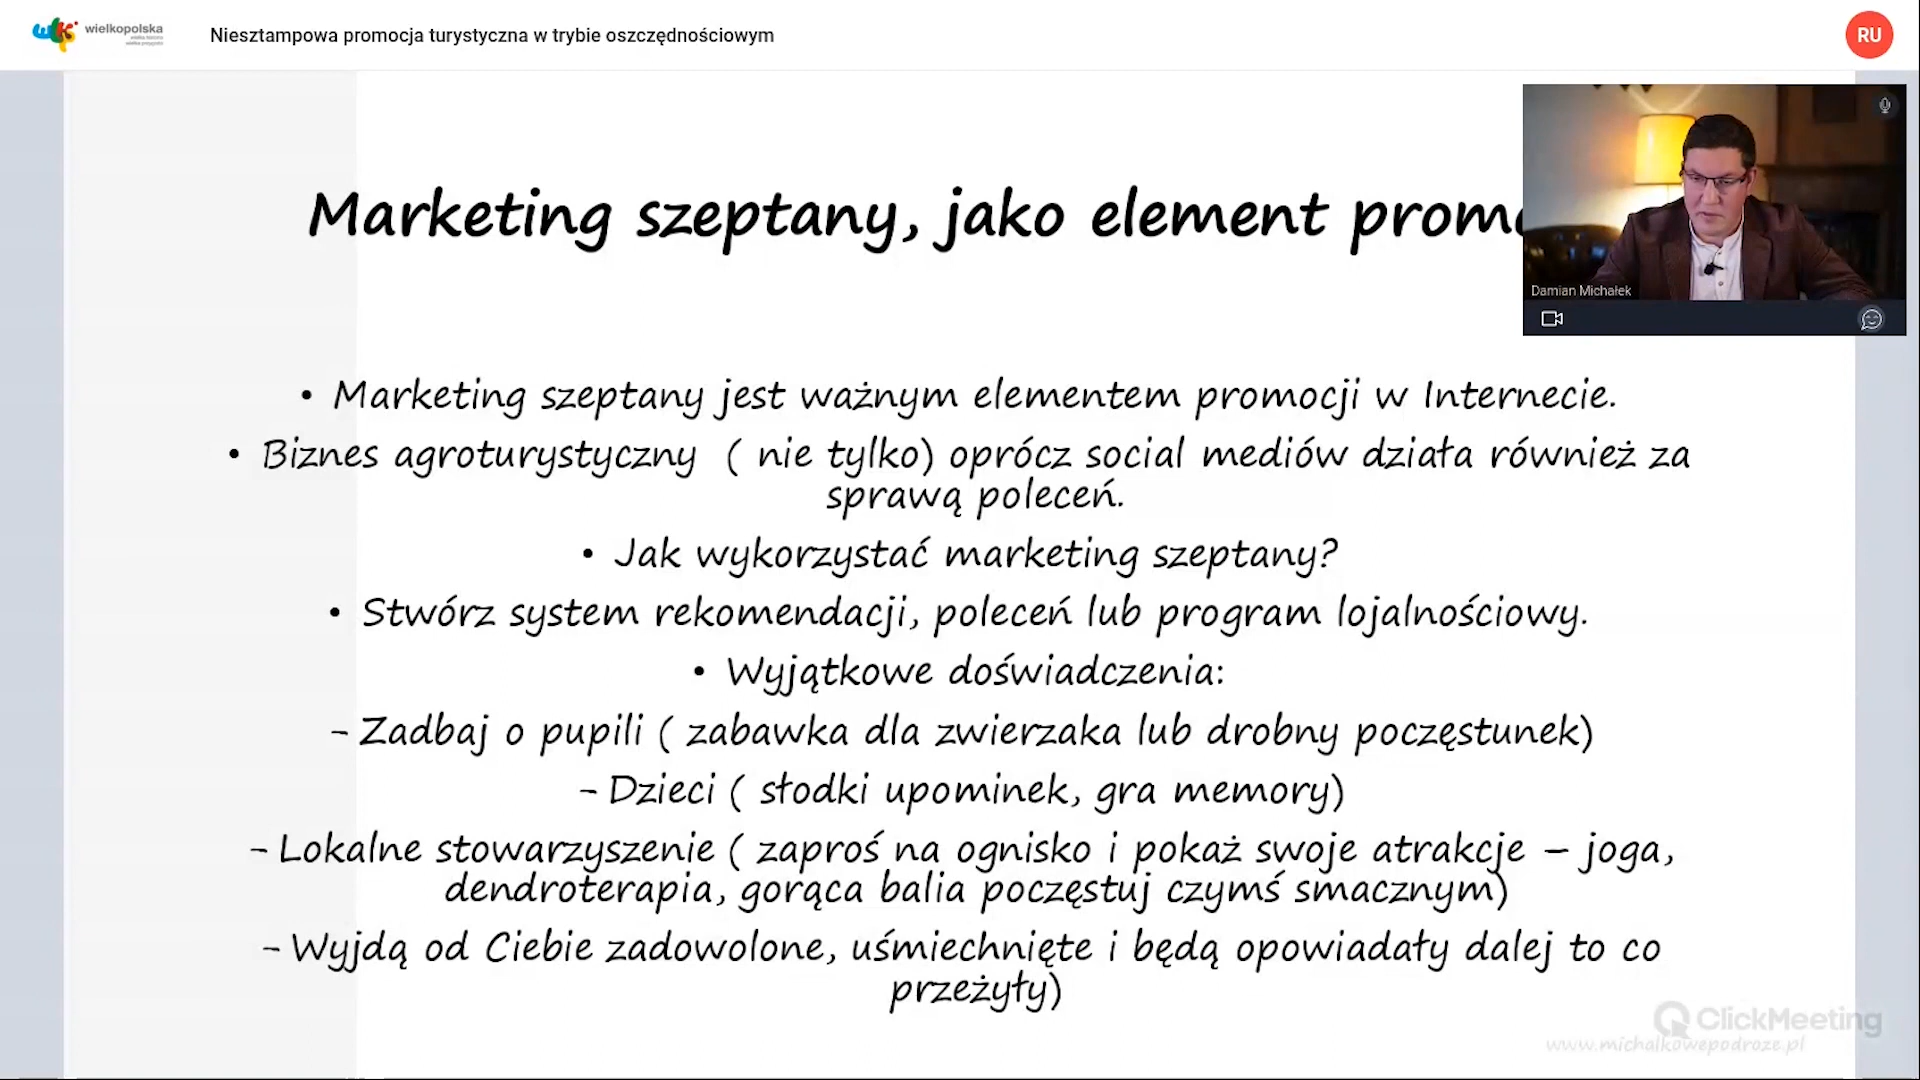 wielkopolska
Niesztampowa promocja turystyczna w trybie oszczędnościowym
RU
Marketing szeptany, jako element promo
Damian Michałek
• Marketing szeptany jest ważnym elementem promocji w Internecie.
• Biznes agroturystyczny ( nie tylko) oprócz social mediów działa również za
sprawą poleceń.
• Jak wykorzystać marketing szeptany?
• Stwórz system rekomendacji, poleceń lub program lojalnościowy.
• Wyjątkowe doświadczenia:
- Zadbaj o pupili ( zabawka dla zwierzaka lub drobny poczęstunek)
- Dzieci ( słodki upominek, gra memory)
- Lokalne stowarzyszenie ( zaproś na ognisko i pokaż swoje atrakcje – joga,
dendroterapia, gorąca balia poczęstuj czymś smacznym)
- Wyjdą od Ciebie zadowolone, uśmiechnięte i będą opowiadały dalej to co
przeżyły)
ClickMeeting
www.michalkowepodroze.pl